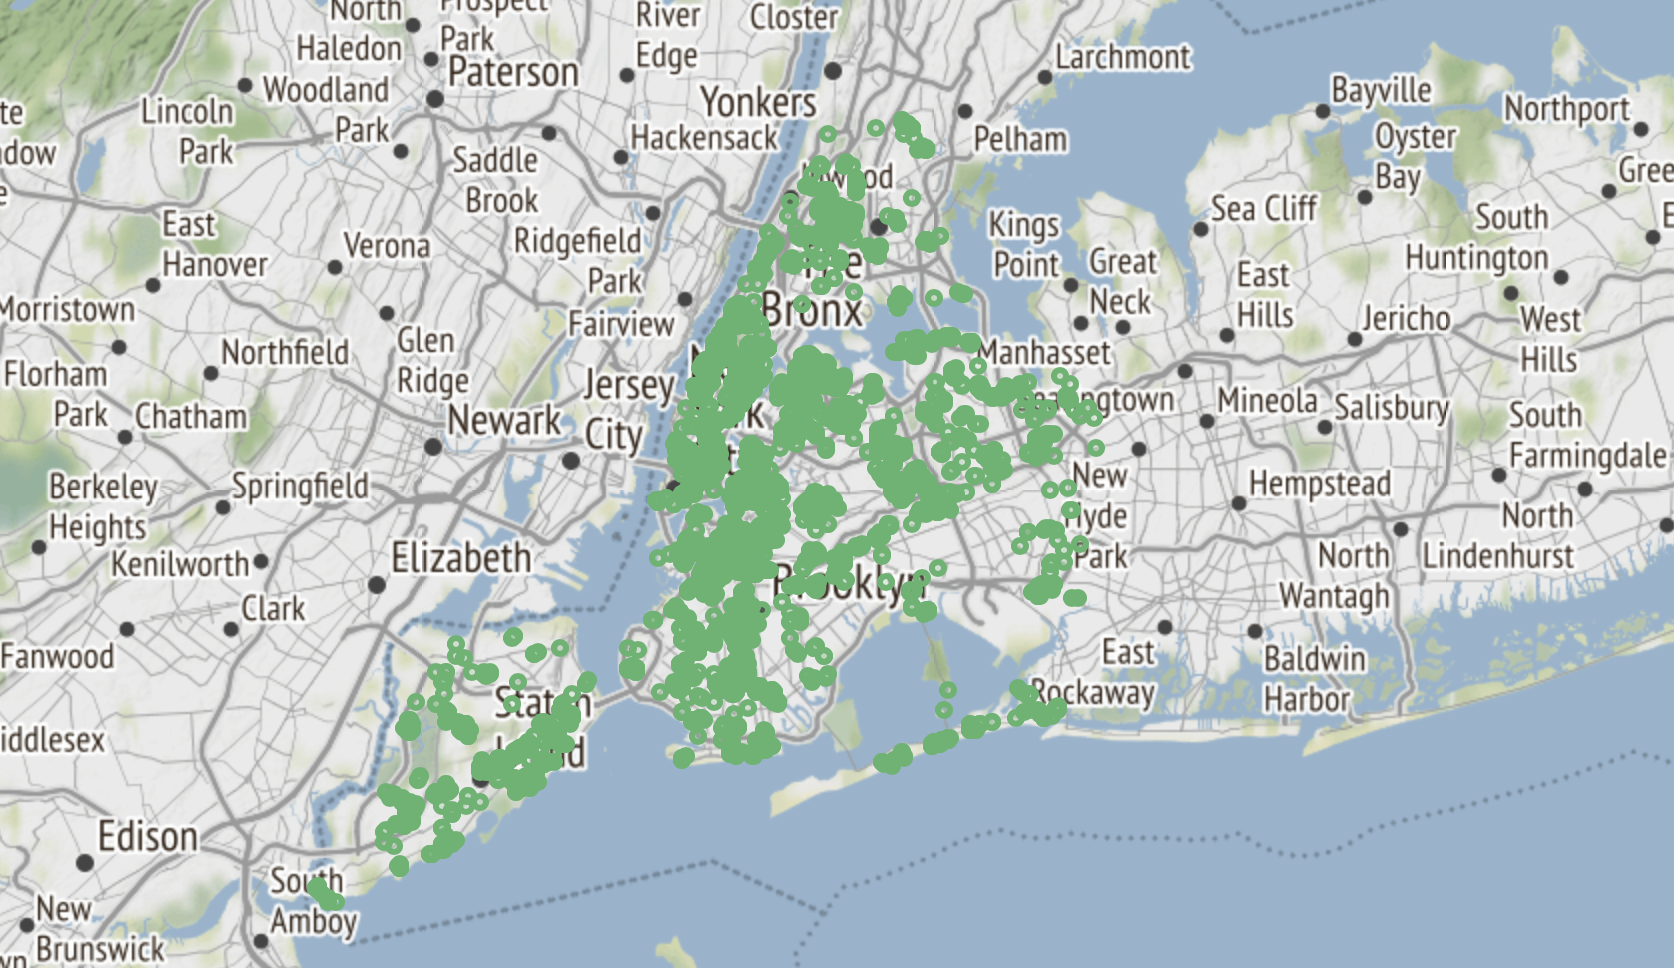 North
Haledon
Prospect
Park
River
Edge
Closter
Larchmont
Paterson
Woodland
Park
Lincoln
Park
Yonkers
Hackensack
Pelham
Bayville
Northport
Oyster
Bay
Saddle
Brook
Sea Cliff
South
Huntington
East
Hanover
Verona
Ridgefield
Park
Kings
Point
Great
Neck
East
Hills
Morristown
Bronx
Fairview
Jericho
West
Hills
Glen
Ridge
Northfield
Manhasset
Florham
Park
Chatham
Jersey
City
Newark
Mineola
Salisbury
South
Farmingdale
Berkeley
Heights
Springfield
New
Hyde
Park
Hempstead
North
Lindenhurst
Kenilworth
Elizabeth
Brooklyn
North
Wantagh
Clark
Fanwood
East
Rockaway
Baldwin
Harbor
Staten
Island
iddlesex
Edison
South
Amboy
New
Brunswick